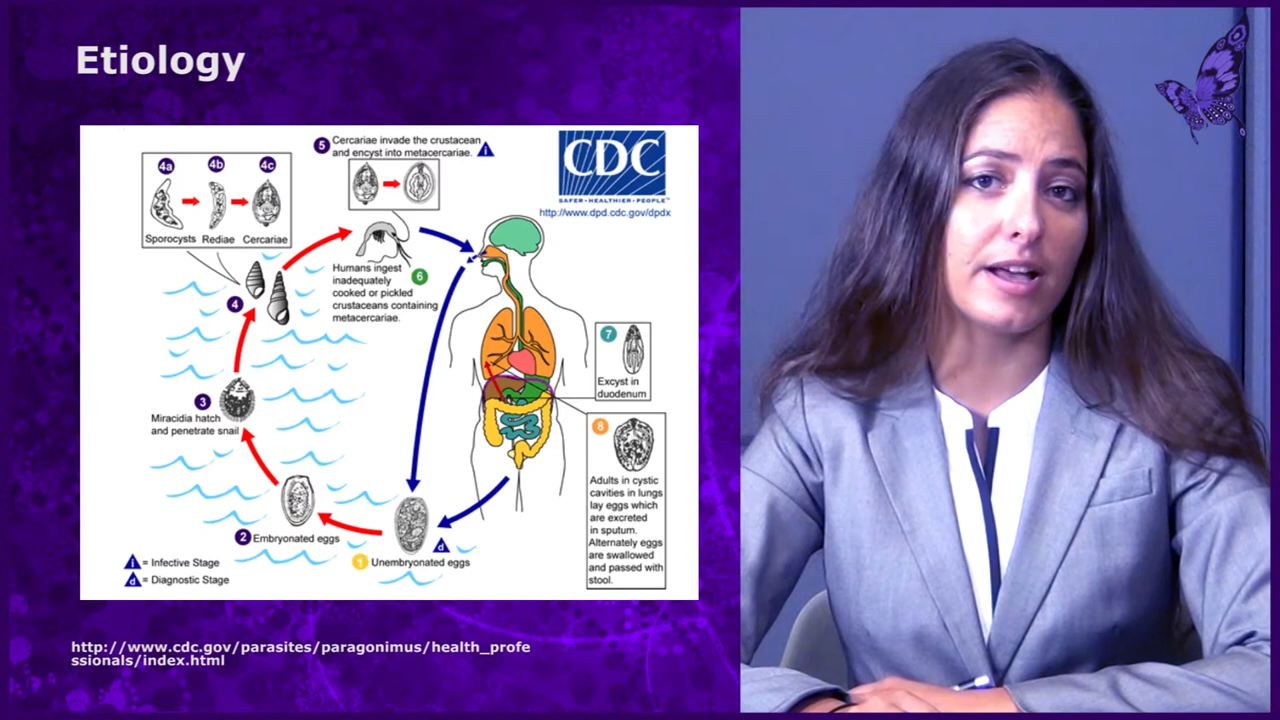 Etiology
5 Cercariae invade the crustacean
and encyst into metacercariae. i
CDC
SAFER • HEALTHIER • PEOPLE™
http://www.dpd.cdc.gov/dpdx
4a 4b 4c
Sporocysts Rediae Cercariae
Humans ingest 6
inadequately
cooked or pickled
crustaceans containing
metacercariae.
4
7
Excyst in
duodenum
3
Miracidia hatch
and penetrate snail
8
Adults in cystic
cavities in lungs
lay eggs which
are excreted
in sputum.
Alternately eggs
are swallowed
and passed with
stool.
2 Embryonated eggs
d
1 Unembryonated eggs
i = Infective Stage
d = Diagnostic Stage
http://www.cdc.gov/parasites/paragonimus/health_profe
ssionals/index.html